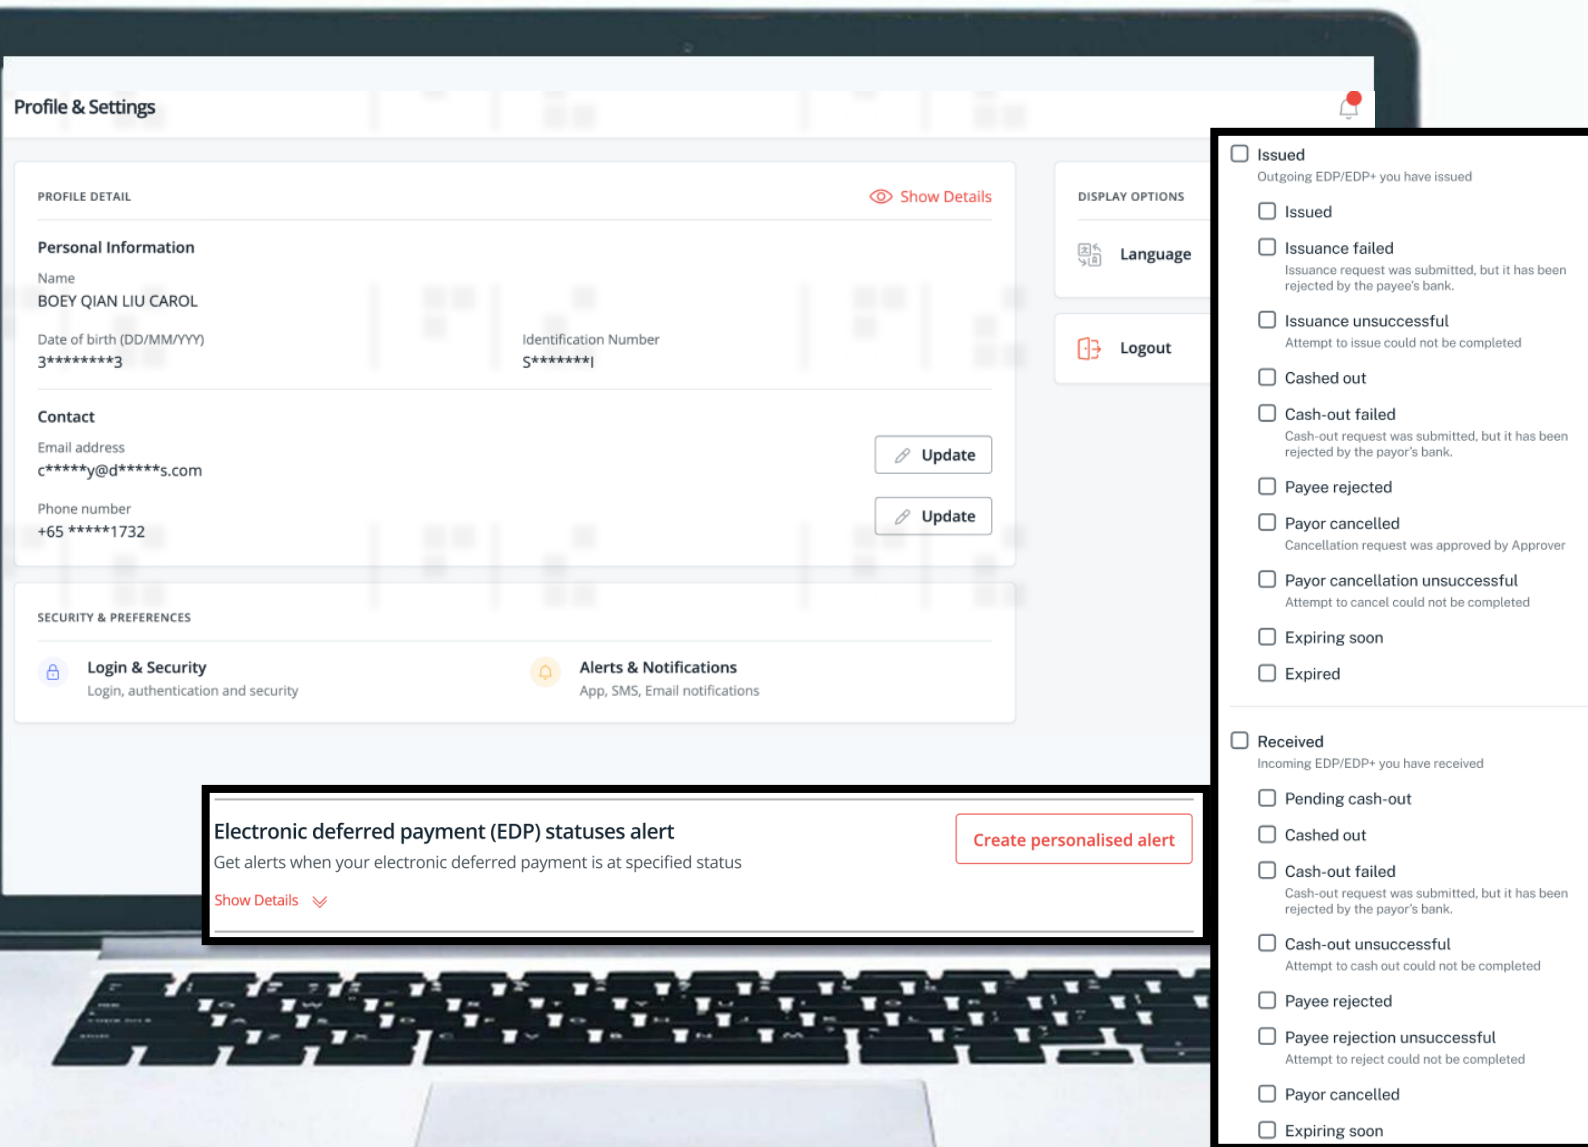 Profile & Settings
PROFILE DETAIL
Show Details
Personal Information
Name
BOEY QIAN LIU CAROL
Date of birth (DD/MM/YYY)
Identification Number
3********3
S*******I
Contact
Email address
c*****y@d*****s.com
Update
Phone number
+65 *****1732
Update
SECURITY & PREFERENCES
Login & Security
Login, authentication and security
Alerts & Notifications
App, SMS, Email notifications
DISPLAY OPTIONS
Language
Logout
Electronic deferred payment (EDP) statuses alert
Get alerts when your electronic deferred payment is at specified status
Show Details
Create personalised alert
Issued
Outgoing EDP/EDP+ you have issued
Issued
Issuance failed
Issuance request was submitted, but it has been
rejected by the payee's bank.
Issuance unsuccessful
Attempt to issue could not be completed
Cashed out
Cash-out failed
Cash-out request was submitted, but it has been
rejected by the payor's bank.
Payee rejected
Payor cancelled
Cancellation request was approved by Approver
Payor cancellation unsuccessful
Attempt to cancel could not be completed
Expiring soon
Expired
Received
Incoming EDP/EDP+ you have received
Pending cash-out
Cashed out
Cash-out failed
Cash-out request was submitted, but it has been
rejected by the payor's bank.
Cash-out unsuccessful
Attempt to cash out could not be completed
Payee rejected
Payee rejection unsuccessful
Attempt to reject could not be completed
Payor cancelled
Expiring soon